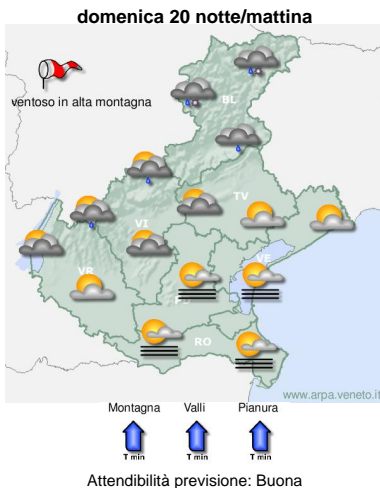 domenica 20 notte/mattina
ventoso in alta montagna
BL
TV
VI
VE
VR
RO
www.arpa.veneto.it
Montagna Valli Pianura
T min T min T min
Attendibilità previsione: Buona